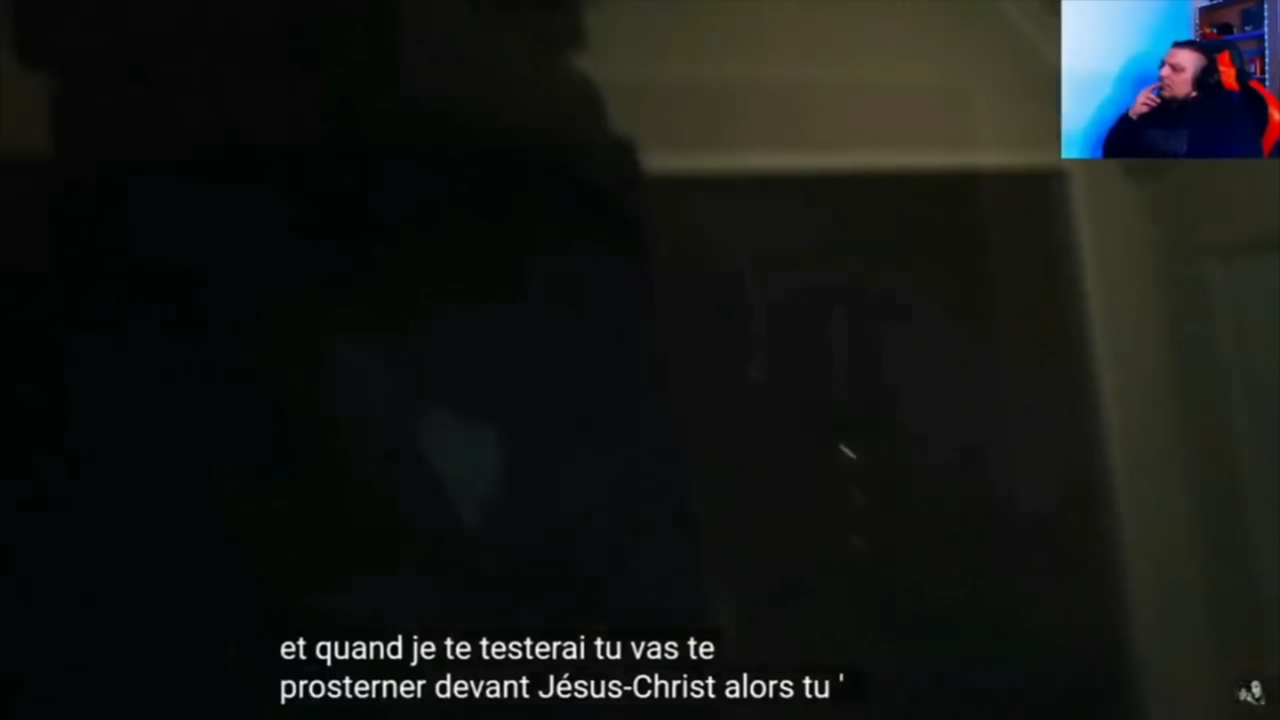 et quand je te testerai tu vas te
prosterner devant Jésus-Christ alors tu '